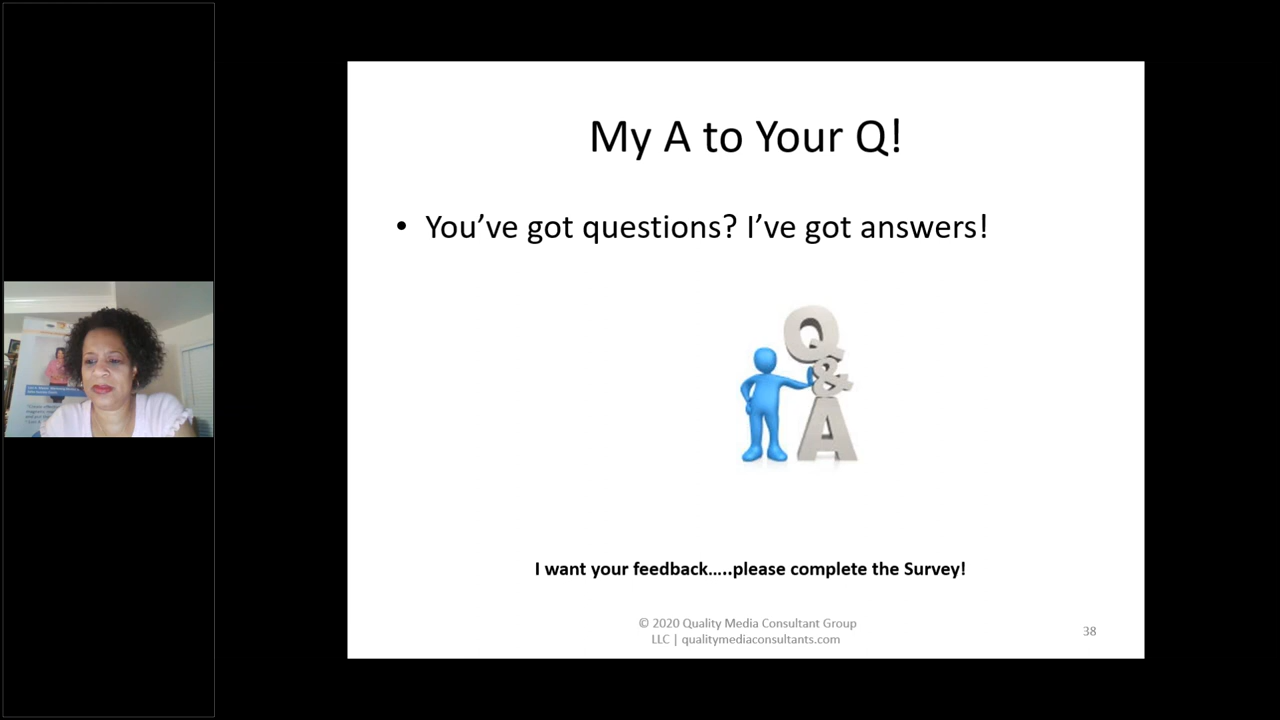 My A to Your Q!
• You’ve got questions? I’ve got answers!
Q
&
A
I want your feedback.....please complete the Survey!
© 2020 Quality Media Consultant Group
LLC | qualitymediaconsultants.com
38